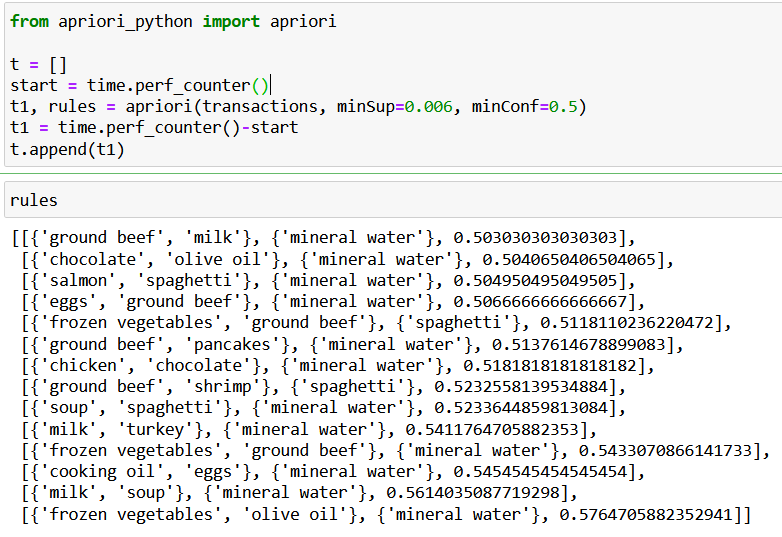 from apriori_python import apriori
t = []
start = time.perf_counter()
t1, rules = apriori(transactions, minSup=0.006, minConf=0.5)
t1 = time.perf_counter()-start
t.append(t1)
rules
[[{'ground beef', 'milk'}, {'mineral water'}, 0.503030303030303],
[{'chocolate', 'olive oil'}, {'mineral water'}, 0.5040650406504065],
[{'salmon', 'spaghetti'}, {'mineral water'}, 0.504950495049505],
[{'eggs', 'ground beef'}, {'mineral water'}, 0.5066666666666667],
[{'frozen vegetables', 'ground beef'}, {'spaghetti'}, 0.5118110236220472],
[{'ground beef', 'pancakes'}, {'mineral water'}, 0.5137614678899083],
[{'chicken', 'chocolate'}, {'mineral water'}, 0.5181818181818182],
[{'ground beef', 'shrimp'}, {'spaghetti'}, 0.5232558139534884],
[{'soup', 'spaghetti'}, {'mineral water'}, 0.5233644859813084],
[{'milk', 'turkey'}, {'mineral water'}, 0.5411764705882353],
[{'frozen vegetables', 'ground beef'}, {'mineral water'}, 0.5433070866141733],
[{'cooking oil', 'eggs'}, {'mineral water'}, 0.5454545454545454],
[{'milk', 'soup'}, {'mineral water'}, 0.5614035087719298],
[{'frozen vegetables', 'olive oil'}, {'mineral water'}, 0.5764705882352941]]